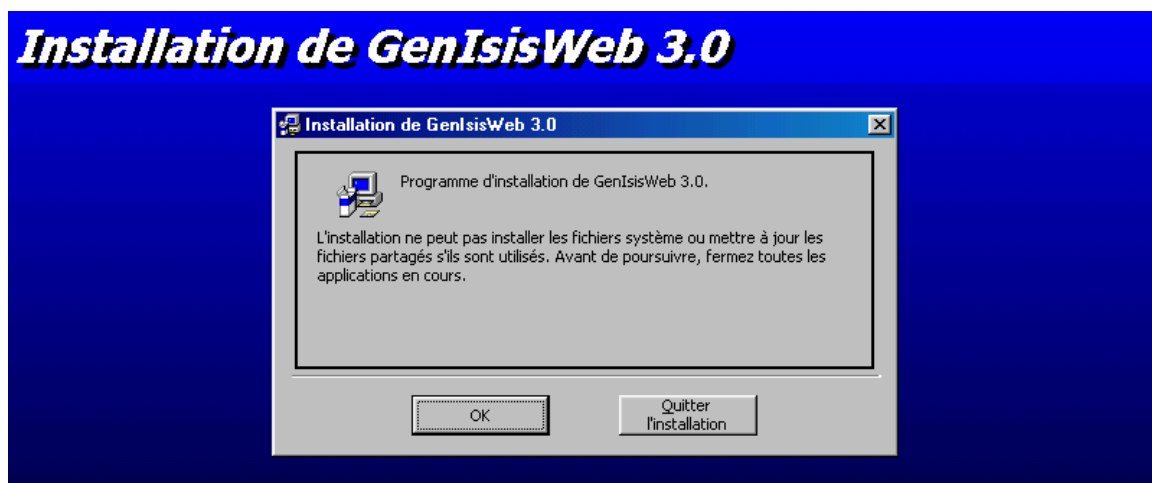 Installation de GenIsisWeb 3.0
Installation de GenIsisWeb 3.0
Programme d'installation de GenIsisWeb 3.0.
L'installation ne peut pas installer les fichiers système ou mettre à jour les
fichiers partagés s'ils sont utilisés. Avant de poursuivre, fermez toutes les
applications en cours.
OK
Quitter
l'installation